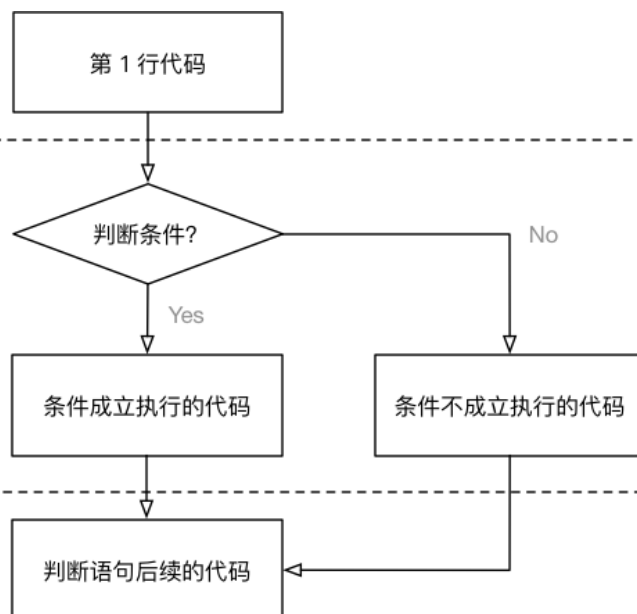 第 1 行代码
判断条件?
No
Yes
条件成立执行的代码
条件不成立执行的代码
判断语句后续的代码